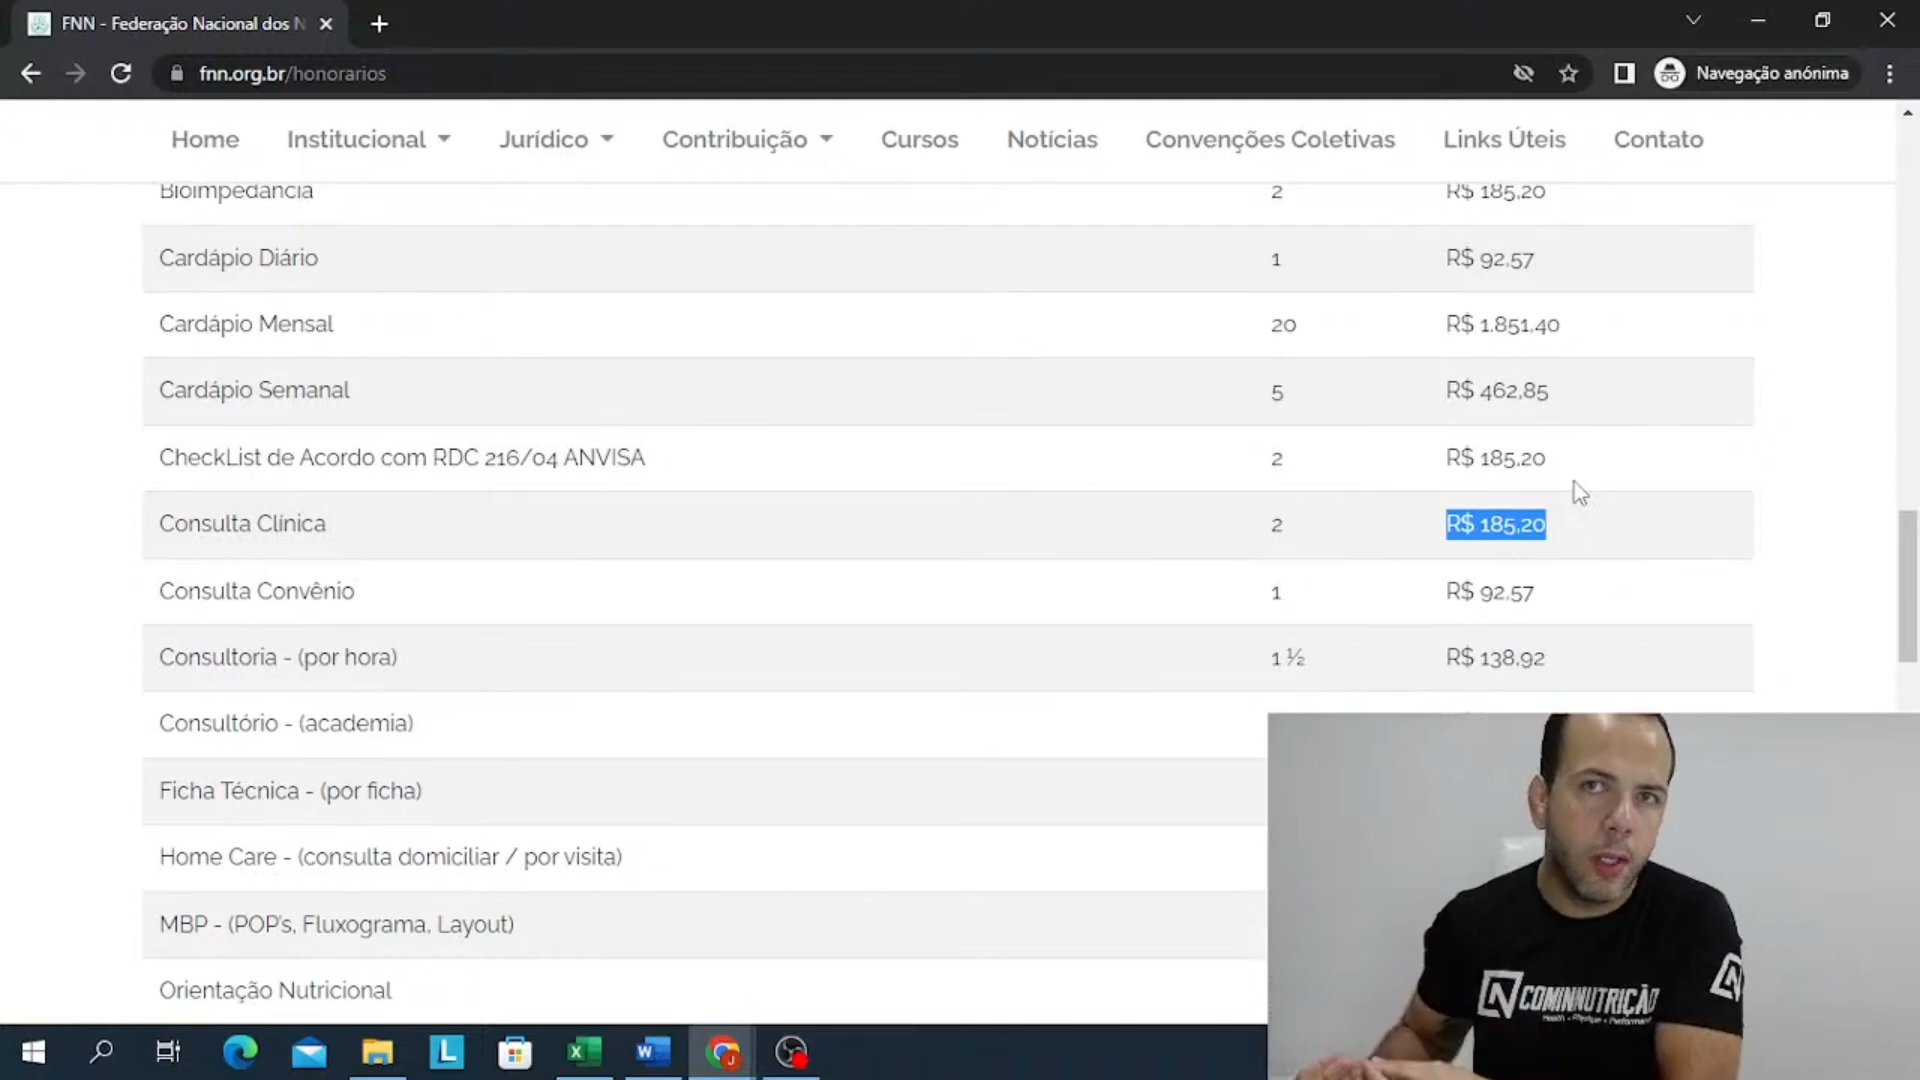 FNN - Federação Nacional dos N
fnn.org.br/honorarios
Navegação anónima
Home Institucional Jurídico Contribuição Cursos Notícias Convenções Coletivas Links Úteis Contato
Bioimpedância 2 R$ 185,20
Cardápio Diário 1 R$ 92,57
Cardápio Mensal 20 R$ 1.851,40
Cardápio Semanal 5 R$ 462,85
CheckList de Acordo com RDC 216/04 ANVISA 2 R$ 185,20
Consulta Clínica 2 R$ 185,20
Consulta Convênio 1 R$ 92,57
Consultoria - (por hora) 1 ½ R$ 138,92
Consultório - (academia)
Ficha Técnica - (por ficha)
Home Care - (consulta domiciliar / por visita)
MBP - (POP's, Fluxograma, Layout)
Orientação Nutricional
N COMINNUTRIÇÃO